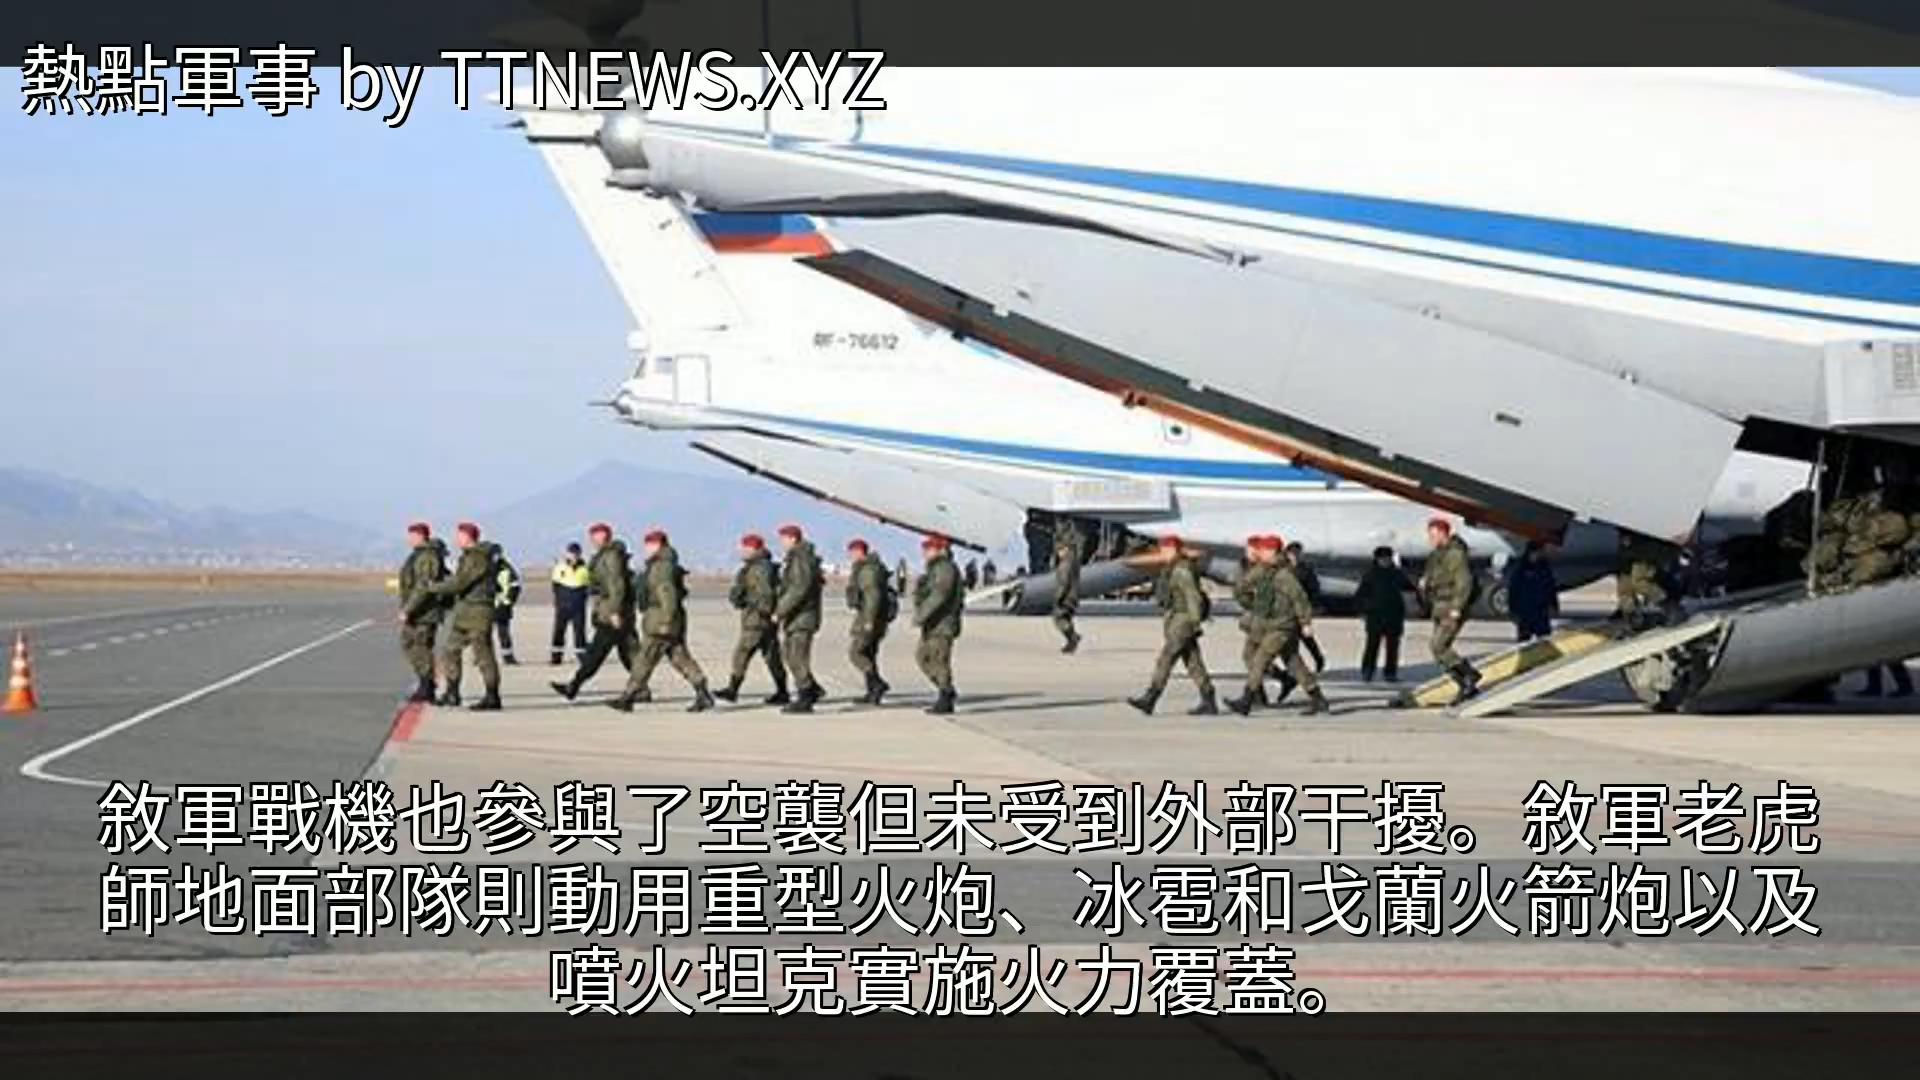 熱點軍事 by TTNEWS.XYZ
RF-76612
敘軍戰機也參與了空襲但未受到外部干擾。敘軍老虎
師地面部隊則動用重型火炮、冰雹和戈蘭火箭炮以及
噴火坦克實施火力覆蓋。